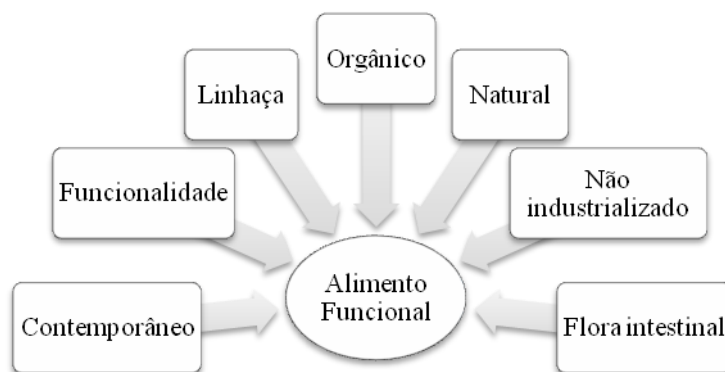 Orgânico
Linhaça
Natural
Funcionalidade
Não
industrializado
Contemporâneo
Alimento
Funcional
Flora intestinal